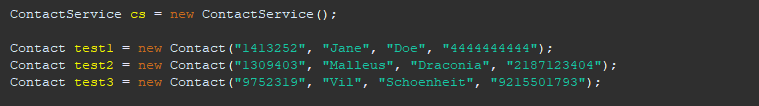 ContactService cs = new ContactService();
Contact test1 = new Contact("1413252", "Jane", "Doe", "4444444444");
Contact test2 = new Contact("1309403", "Malleus", "Draconia", "2187123404");
Contact test3 = new Contact("9752319", "Vil", "Schoenheit", "9215501793");